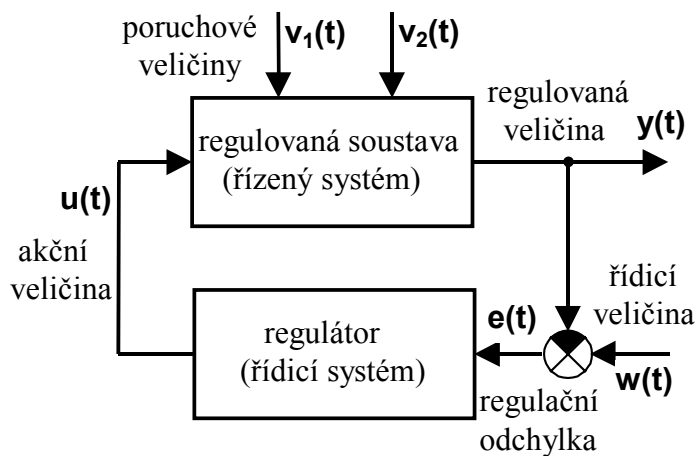 poruchové
veličiny
v₁(t)
v₂(t)
regulovaná
veličina
y(t)
regulovaná soustava
(řízený systém)
u(t)
akční
veličina
regulátor
(řídicí systém)
e(t)
řídicí
veličina
w(t)
regulační
odchylka